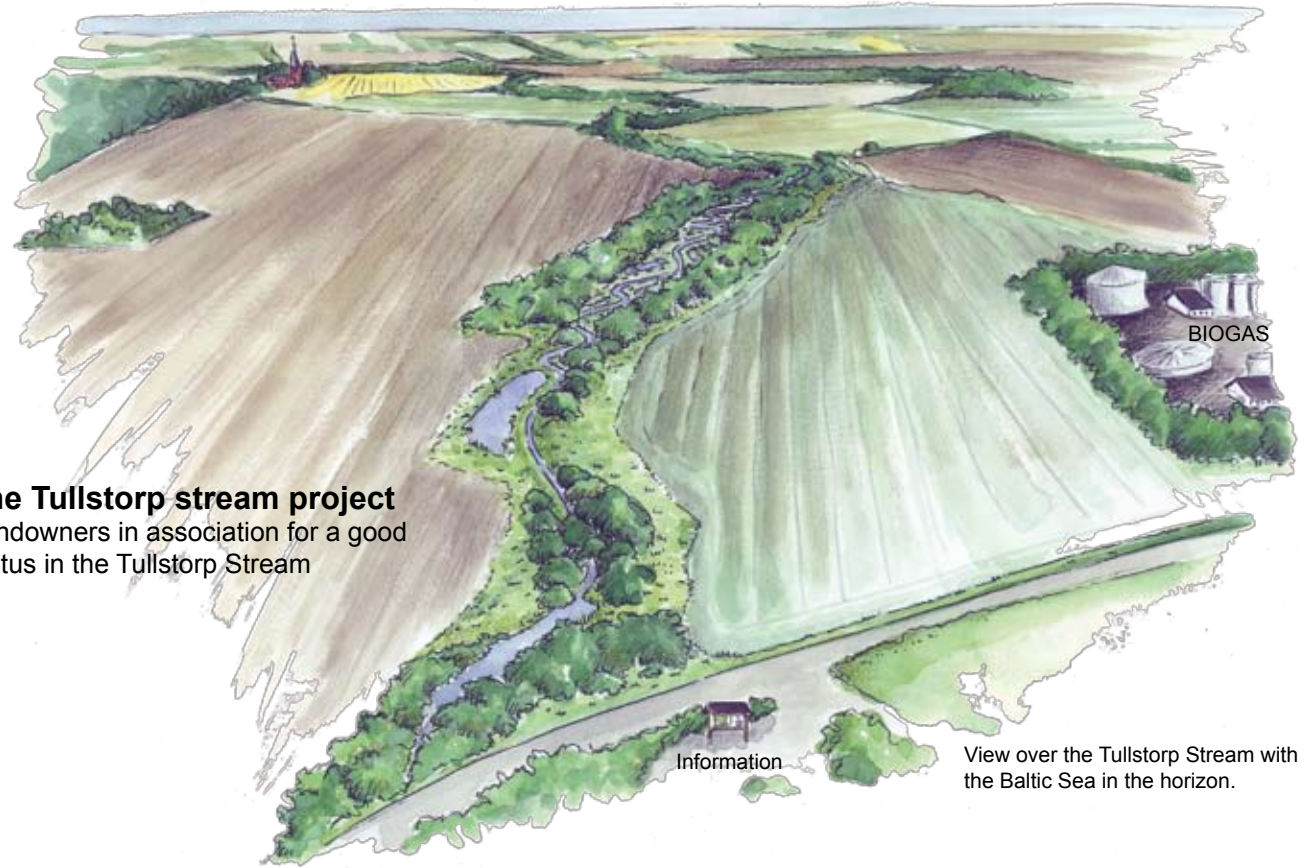 BIOGAS
he Tullstorp stream project
ndowners in association for a good
tus in the Tullstorp Stream
Information
View over the Tullstorp Stream with
the Baltic Sea in the horizon.